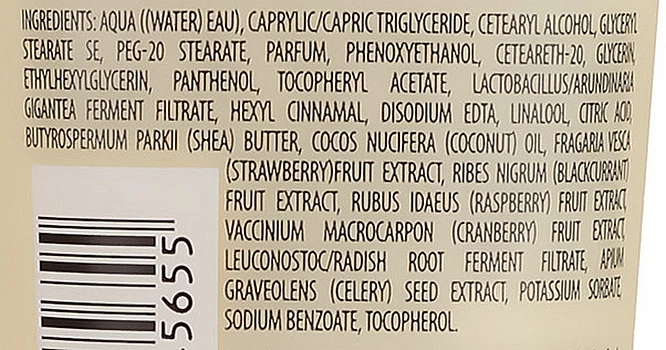 INGREDIENTS: AQUA ((WATER) EAU), CAPRYLIC/CAPRIC TRIGLYCERIDE, CETEARYL ALCOHOL, GLYCERYL
STEARATE SE, PEG-20 STEARATE, PARFUM, PHENOXYETHANOL, CETEARETH-20, GLYCERIN,
ETHYLHEXYLGLYCERIN, PANTHENOL, TOCOPHERYL ACETATE, LACTOBACILLUS/ARUNDINARIA
GIGANTEA FERMENT FILTRATE, HEXYL CINNAMAL, DISODIUM EDTA, LINALOOL, CITRIC ACID,
BUTYROSPERMUM PARKII (SHEA) BUTTER, COCOS NUCIFERA (COCONUT) OIL, FRAGARIA VESCA
(STRAWBERRY)FRUIT EXTRACT, RIBES NIGRUM (BLACKCURRANT)
FRUIT EXTRACT, RUBUS IDAEUS (RASPBERRY) FRUIT EXTRACT,
VACCINIUM MACROCARPON (CRANBERRY) FRUIT EXTRACT,
LEUCONOSTOC/RADISH ROOT FERMENT FILTRATE, APIUM
GRAVEOLENS (CELERY) SEED EXTRACT, POTASSIUM SORBATE,
SODIUM BENZOATE, TOCOPHEROL.
5655